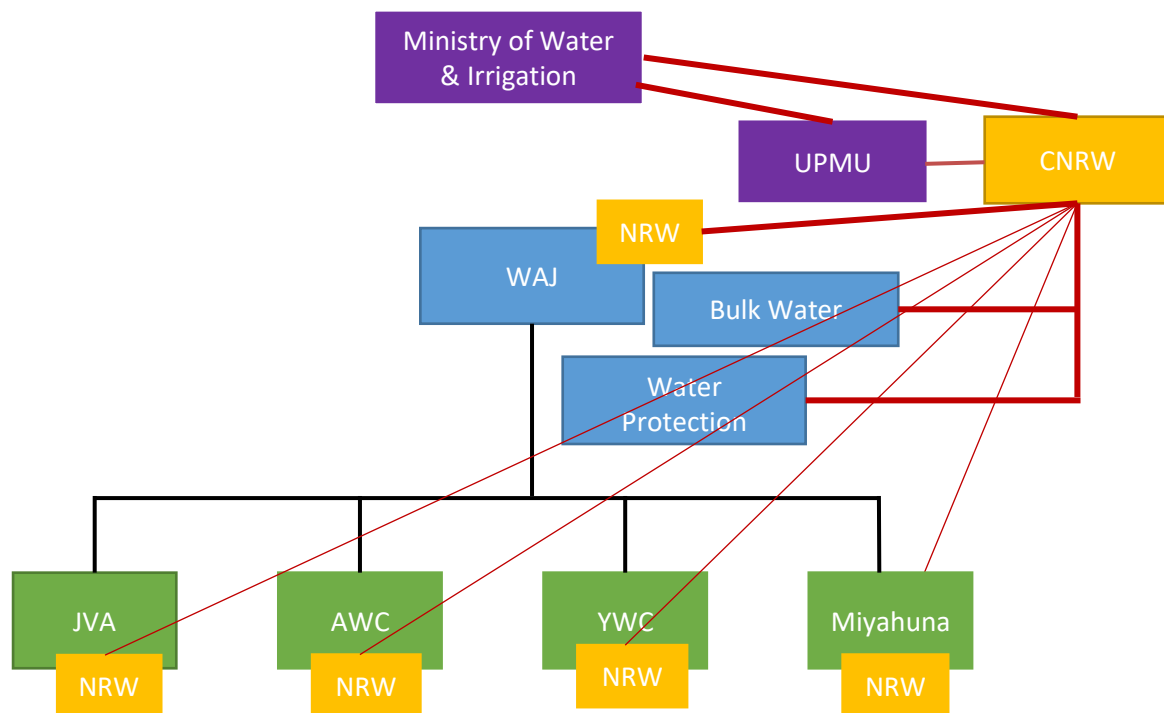 Ministry of Water
& Irrigation
UPMU
CNRW
NRW
WAJ
Bulk Water
Water
Protection
JVA
AWC
YWC
Miyahuna
NRW
NRW
NRW
NRW